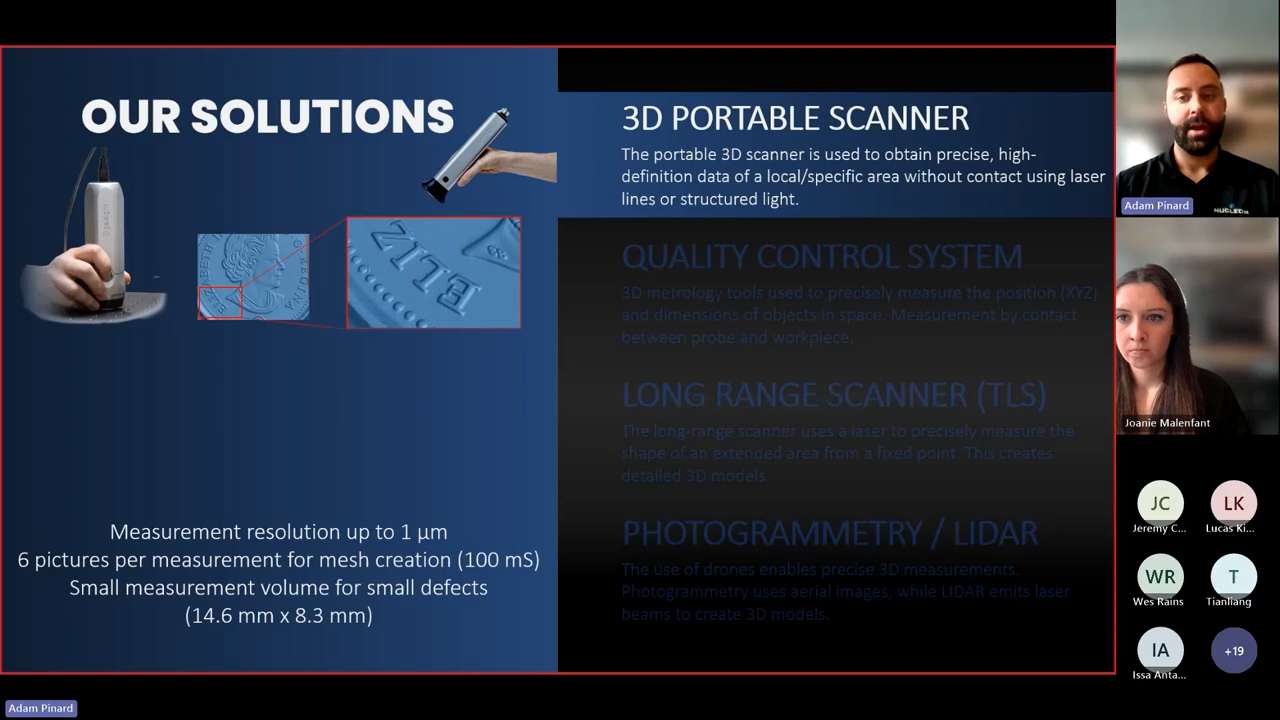 OUR SOLUTIONS
ELIZ
Measurement resolution up to 1 µm
6 pictures per measurement for mesh creation (100 mS)
Small measurement volume for small defects
(14.6 mm x 8.3 mm)
3D PORTABLE SCANNER
The portable 3D scanner is used to obtain precise, high-
definition data of a local/specific area without contact using laser
lines or structured light.
QUALITY CONTROL SYSTEM
3D metrology tools used to precisely measure the position (XYZ)
and dimensions of objects in space. Measurement by contact
between probe and workpiece.
LONG RANGE SCANNER (TLS)
The long-range scanner uses a laser to precisely measure the
shape of an extended area from a fixed point. This creates
detailed 3D models.
PHOTOGRAMMETRY / LIDAR
The use of drones enables precise 3D measurements.
Photogrammetry uses aerial images, while LIDAR emits laser
beams to create 3D models.
Adam Pinard
Joanie Malenfant
JC
LK
Jeremy C...
Lucas Ki...
WR
T
Wes Rains
Tianliang
IA
+19
Issa Anta...
Adam Pinard